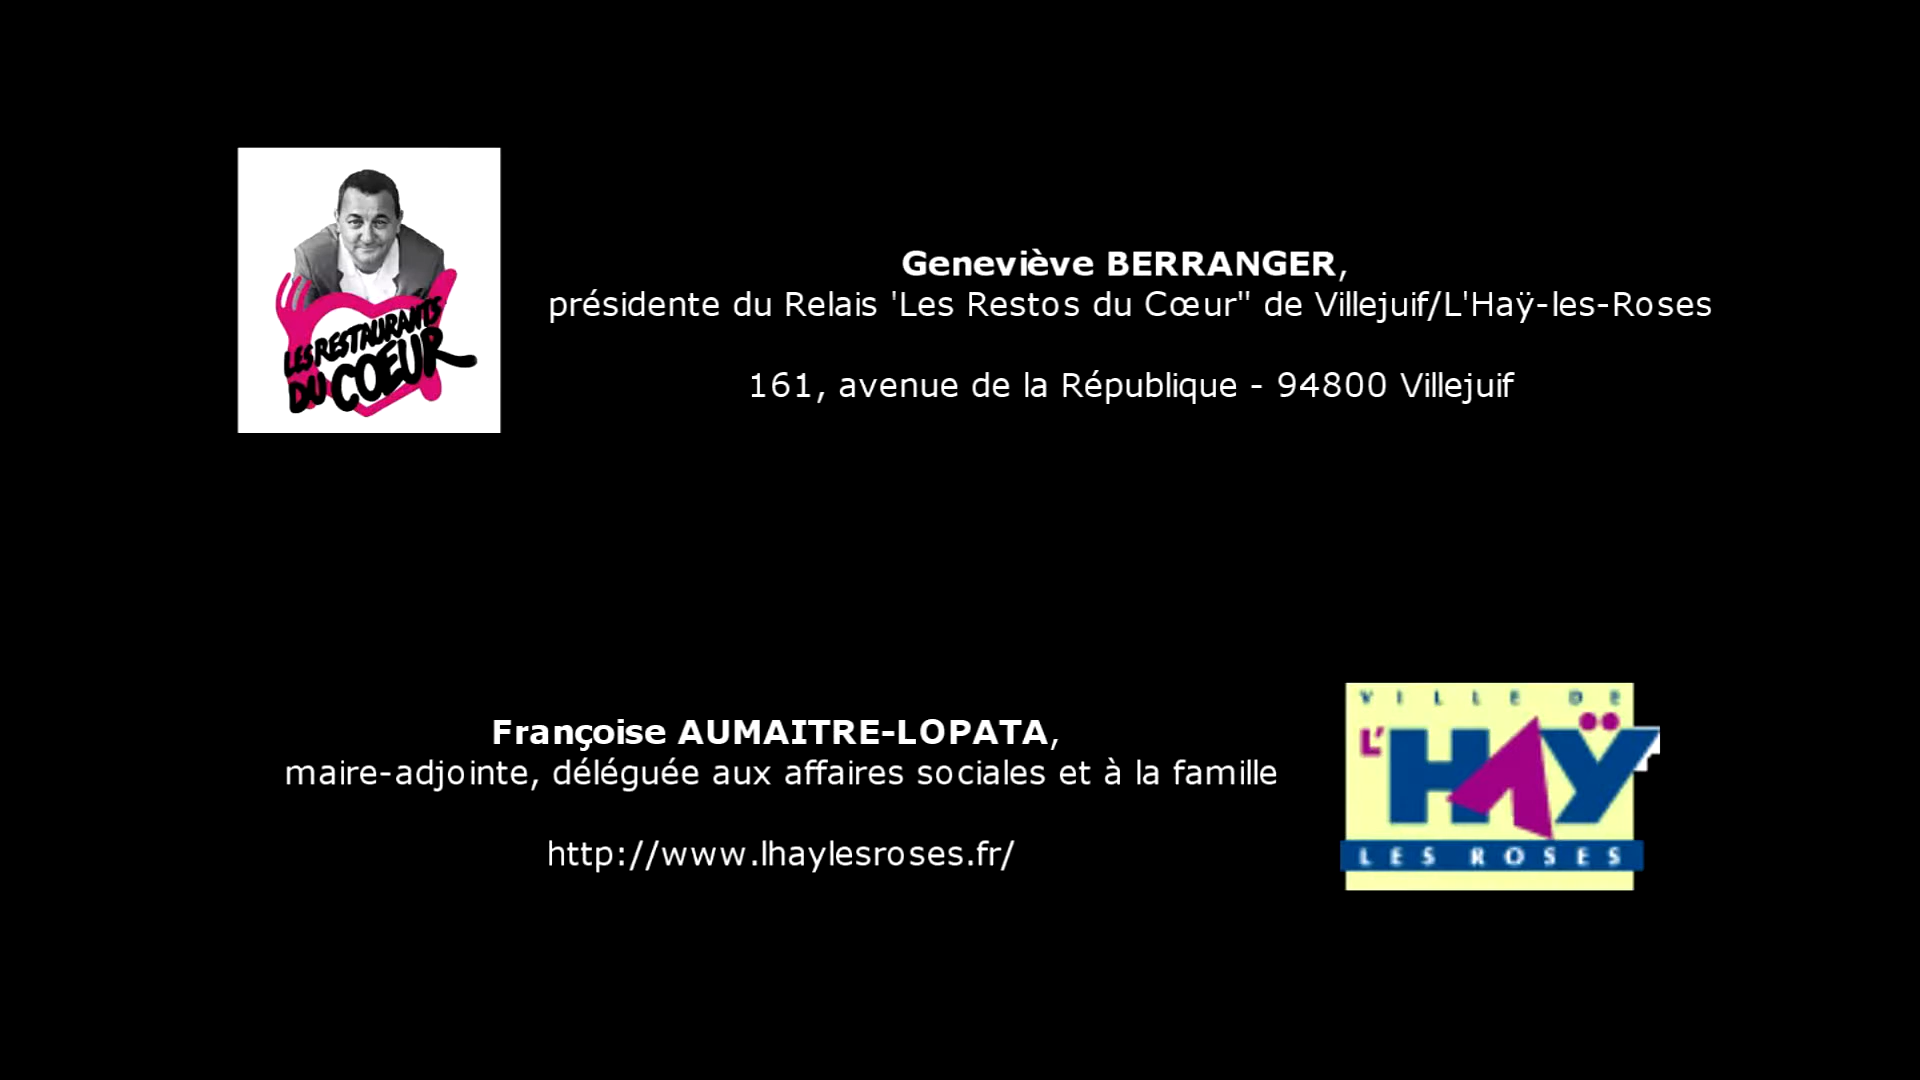 LES RESTAURANTS
DU COEUR
Geneviève BERRANGER,
présidente du Relais 'Les Restos du Cœur" de Villejuif/L'Haÿ-les-Roses
161, avenue de la République - 94800 Villejuif
Françoise AUMAITRE-LOPATA,
maire-adjointe, déléguée aux affaires sociales et à la famille
http://www.lhaylesroses.fr/
VILLE DE
L'HAŸ
LES ROSES